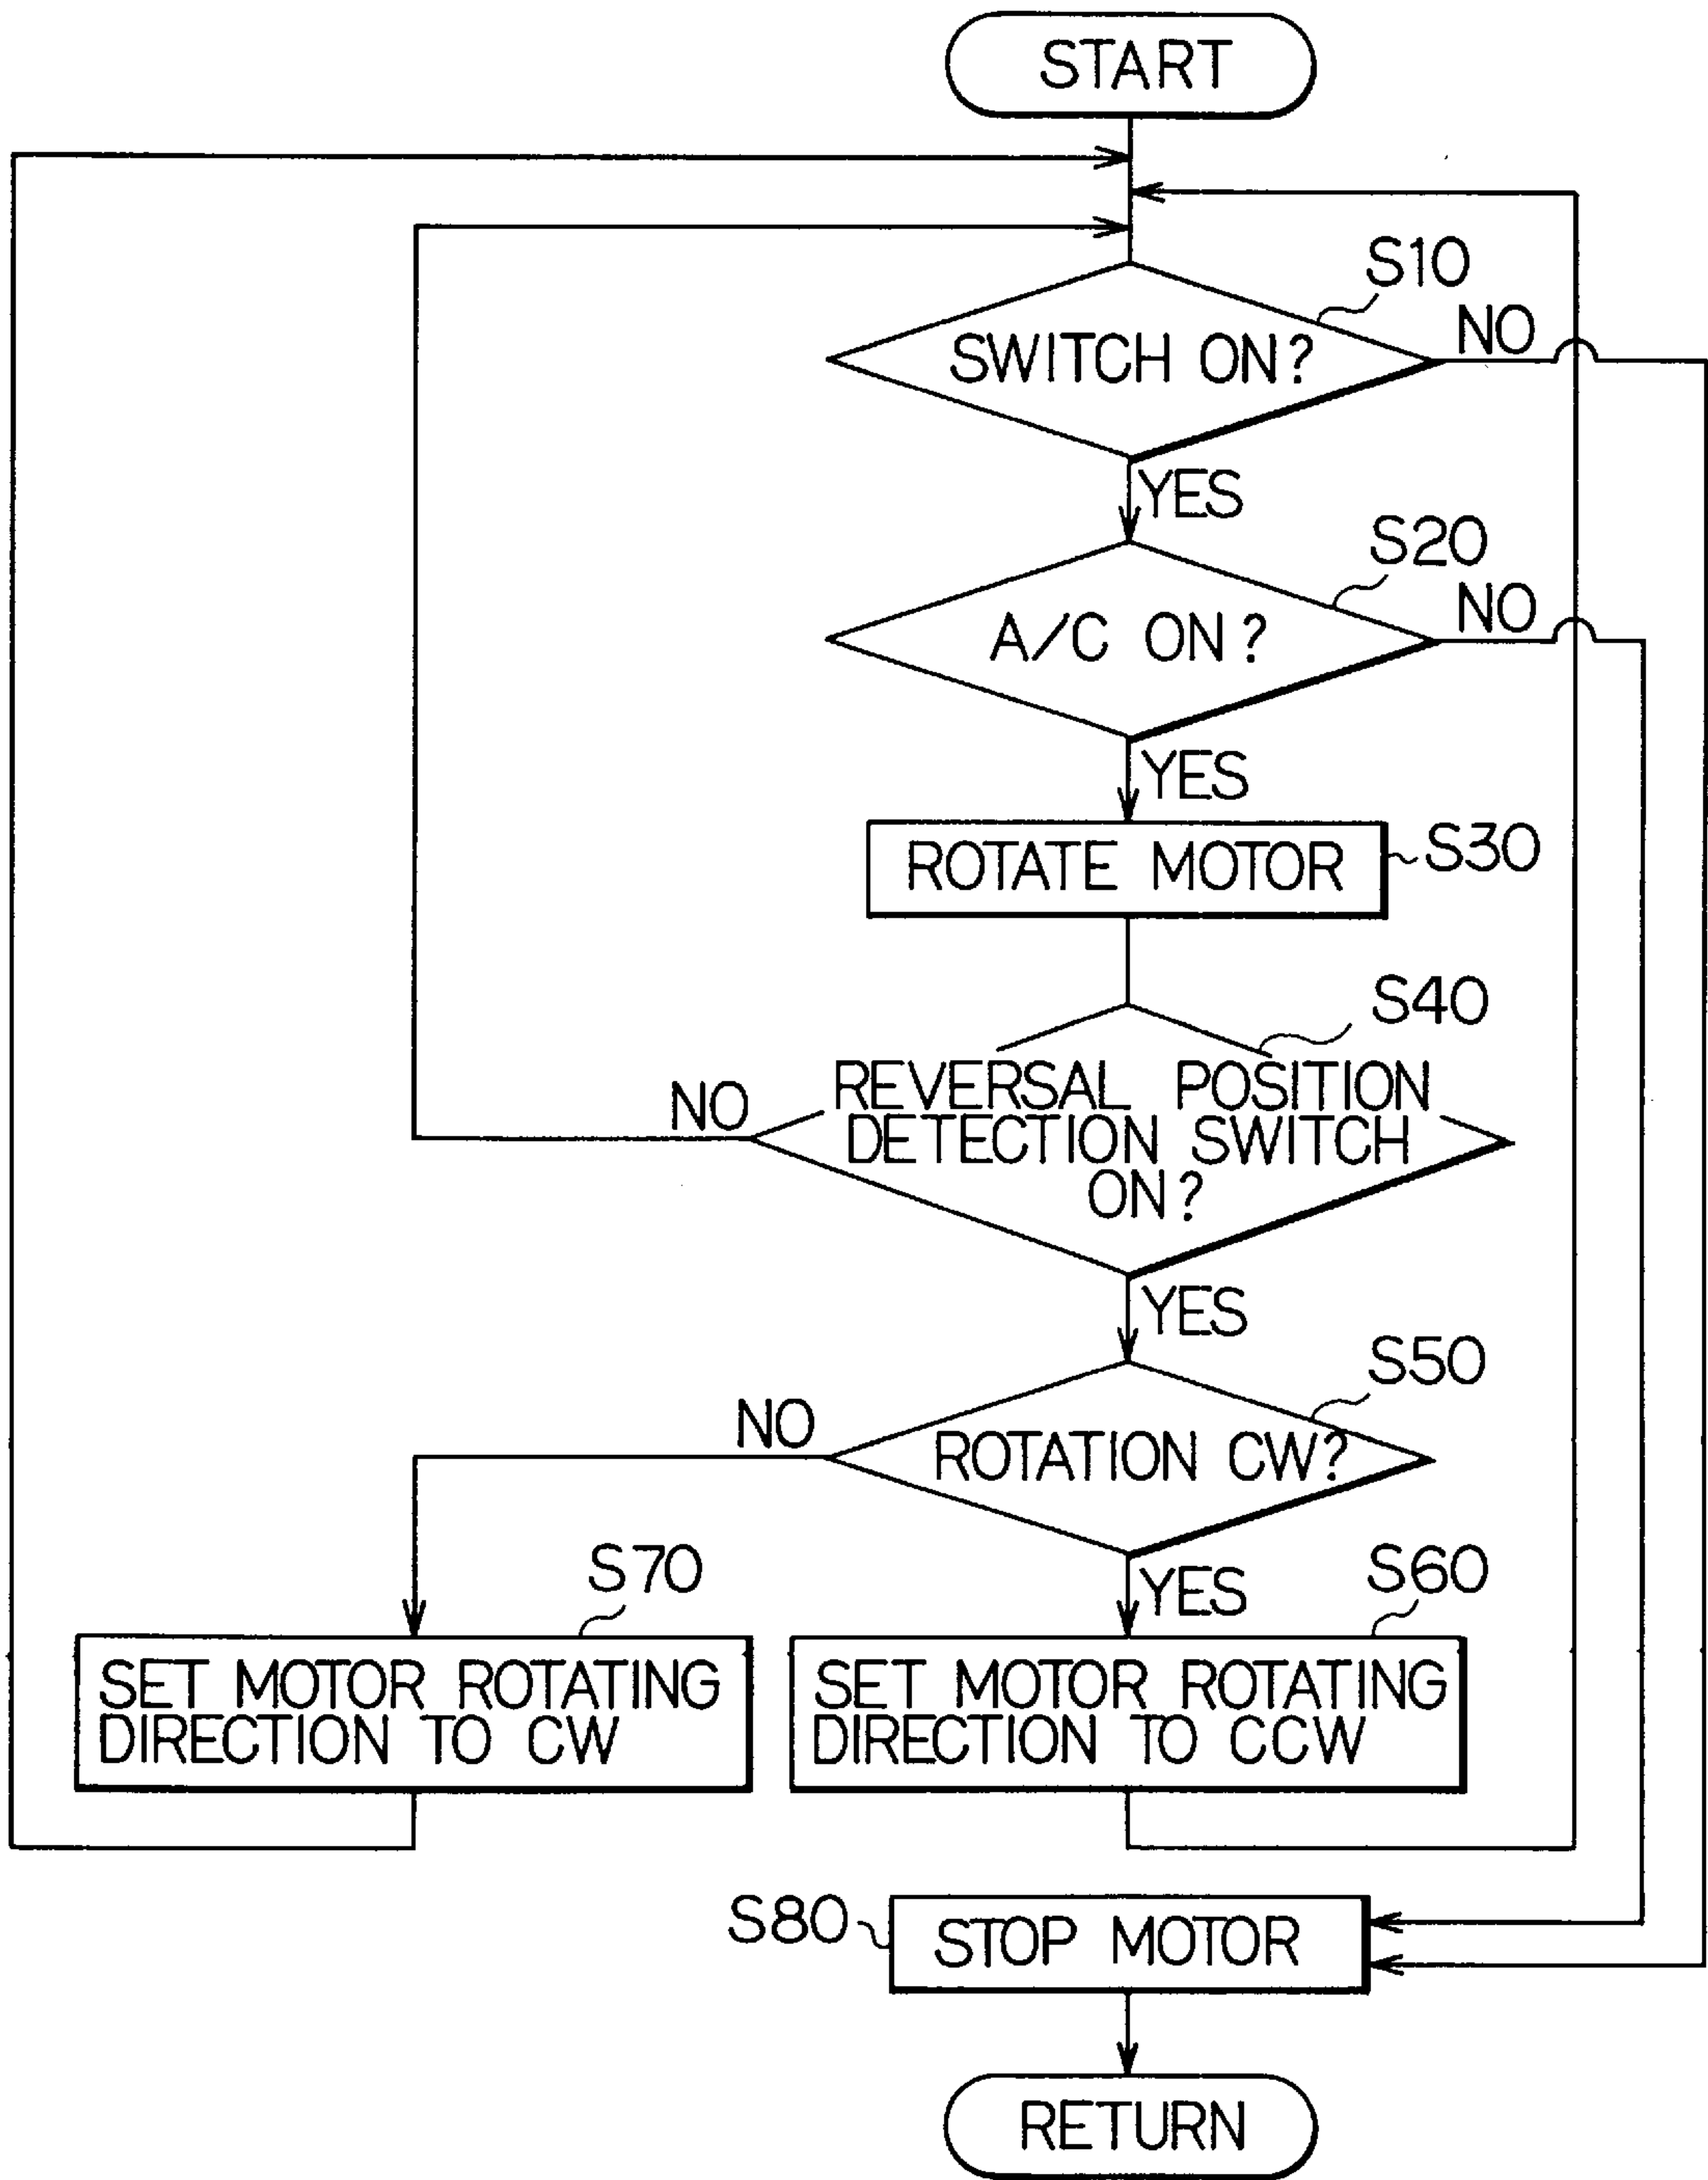 START
S10
SWITCH ON?
NO
YES
S20
A/C ON?
NO
YES
ROTATE MOTOR
S30
S40
REVERSAL POSITION
DETECTION SWITCH
ON?
NO
YES
S50
ROTATION CW?
NO
YES
S70
SET MOTOR ROTATING
DIRECTION TO CW
S60
SET MOTOR ROTATING
DIRECTION TO CCW
S80
STOP MOTOR
RETURN